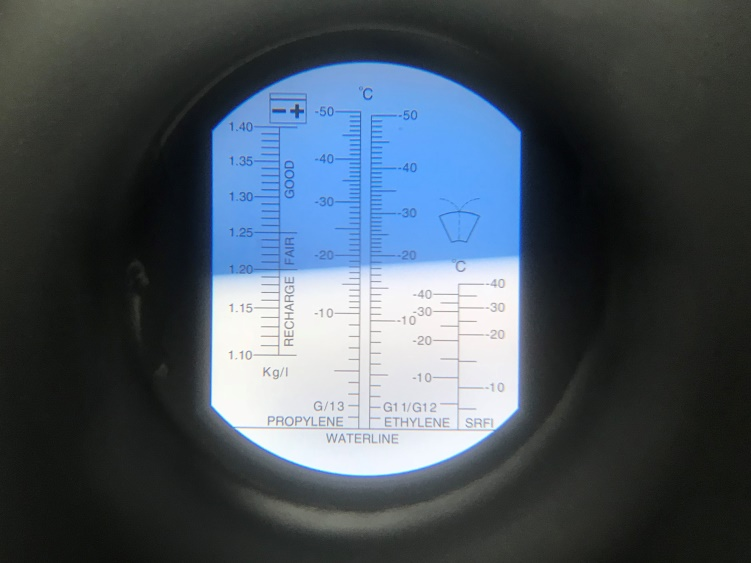 °C
- +
-50 -50
1.40
1.35 GOOD -40 -40
1.30 -30 -30
1.25 FAIR
-20 -20
1.20 °C
-40 -40
1.15 RECHARGE -10 -10 -30 -30
-20 -20
1.10
Kg/l -10 -10
G/13 G11/G12
PROPYLENE ETHYLENE SRFI
WATERLINE